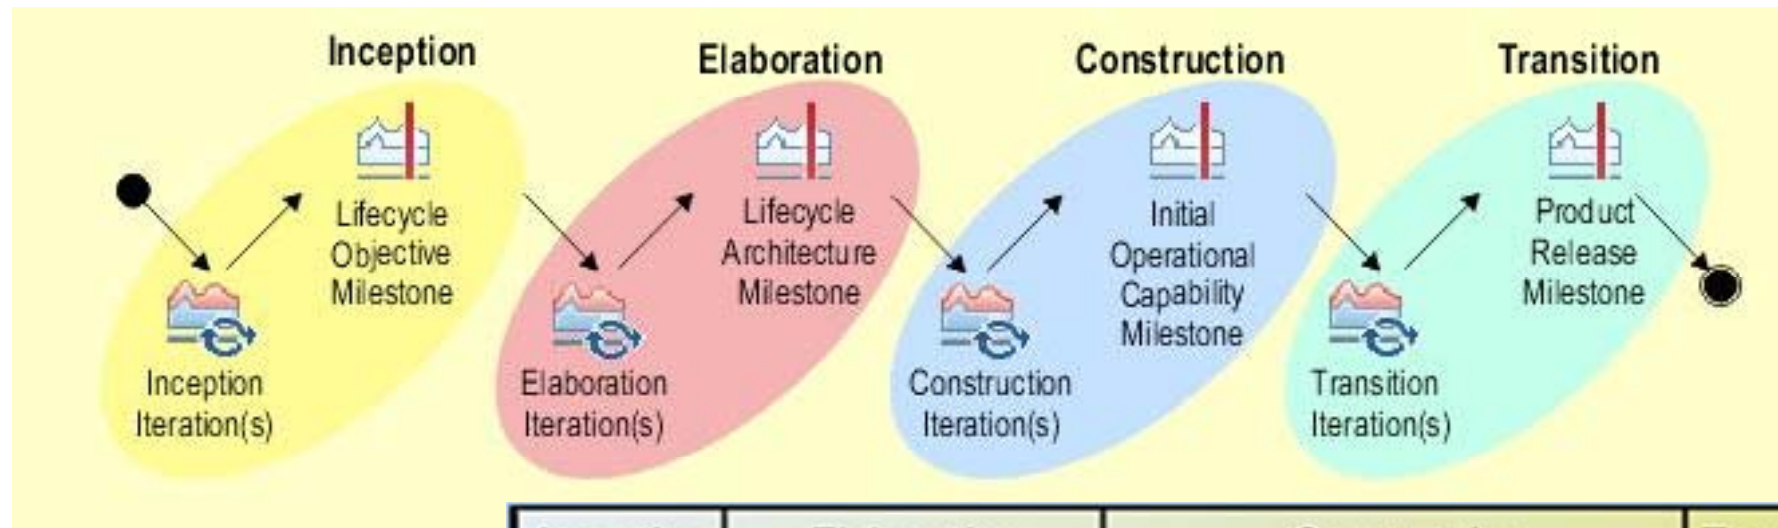 Inception
Elaboration
Construction
Transition
Lifecycle
Objective
Milestone
Inception
Iteration(s)
Lifecycle
Architecture
Milestone
Elaboration
Iteration(s)
Initial
Operational
Capability
Milestone
Construction
Iteration(s)
Product
Release
Milestone
Transition
Iteration(s)